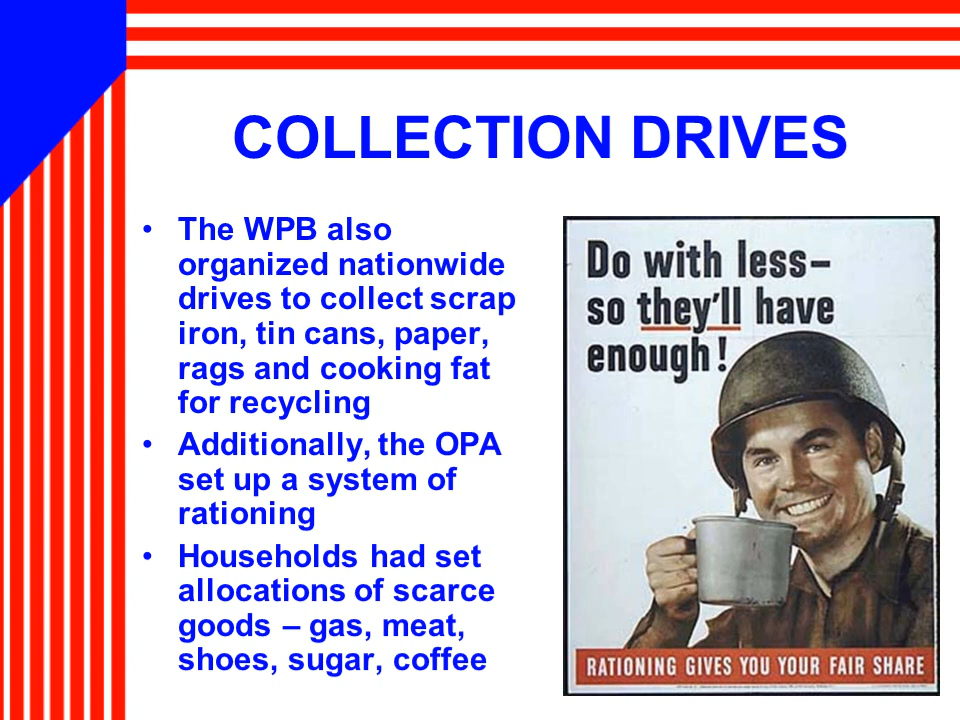 COLLECTION DRIVES
• The WPB also
organized nationwide
drives to collect scrap
iron, tin cans, paper,
rags and cooking fat
for recycling
• Additionally, the OPA
set up a system of
rationing
• Households had set
allocations of scarce
goods – gas, meat,
shoes, sugar, coffee
Do with less–
so they'll have
enough!
RATIONING GIVES YOU YOUR FAIR SHARE